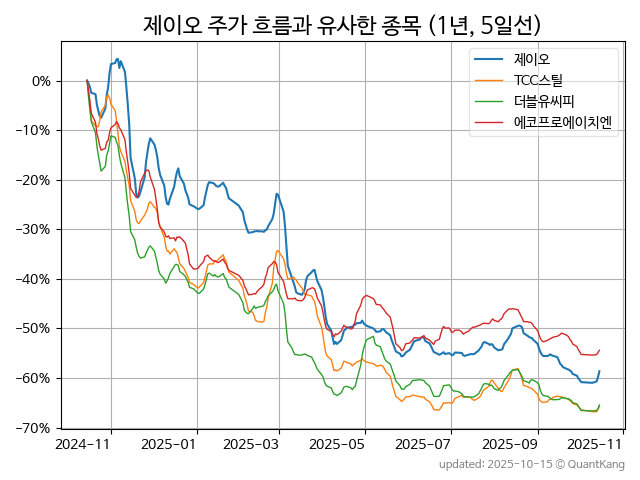 제이오 주가 흐름과 유사한 종목 (1년, 5일선)
제이오
TCC스틸
더블유씨피
에코프로에이치엔
0%
-10%
-20%
-30%
-40%
-50%
-60%
-70%
2024-11 2025-01 2025-03 2025-05 2025-07 2025-09 2025-11
updated: 2025-10-15 © QuantKang